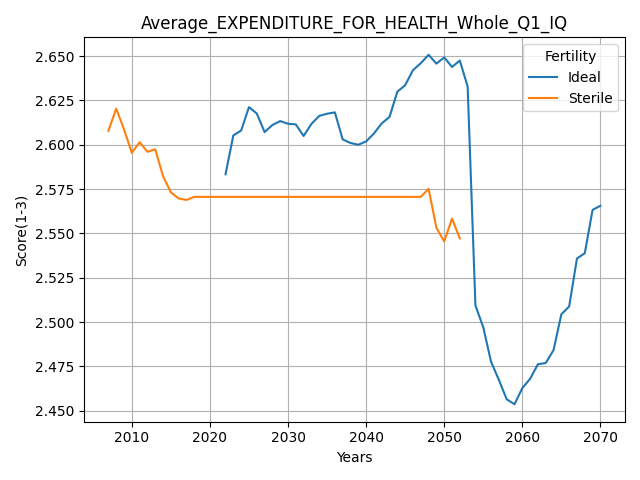 Average_EXPENDITURE_FOR_HEALTH_Whole_Q1_IQ
Fertility
Ideal
Sterile
Score(1-3)
2.650
2.625
2.600
2.575
2.550
2.525
2.500
2.475
2.450
2010 2020 2030 2040 2050 2060 2070
Years